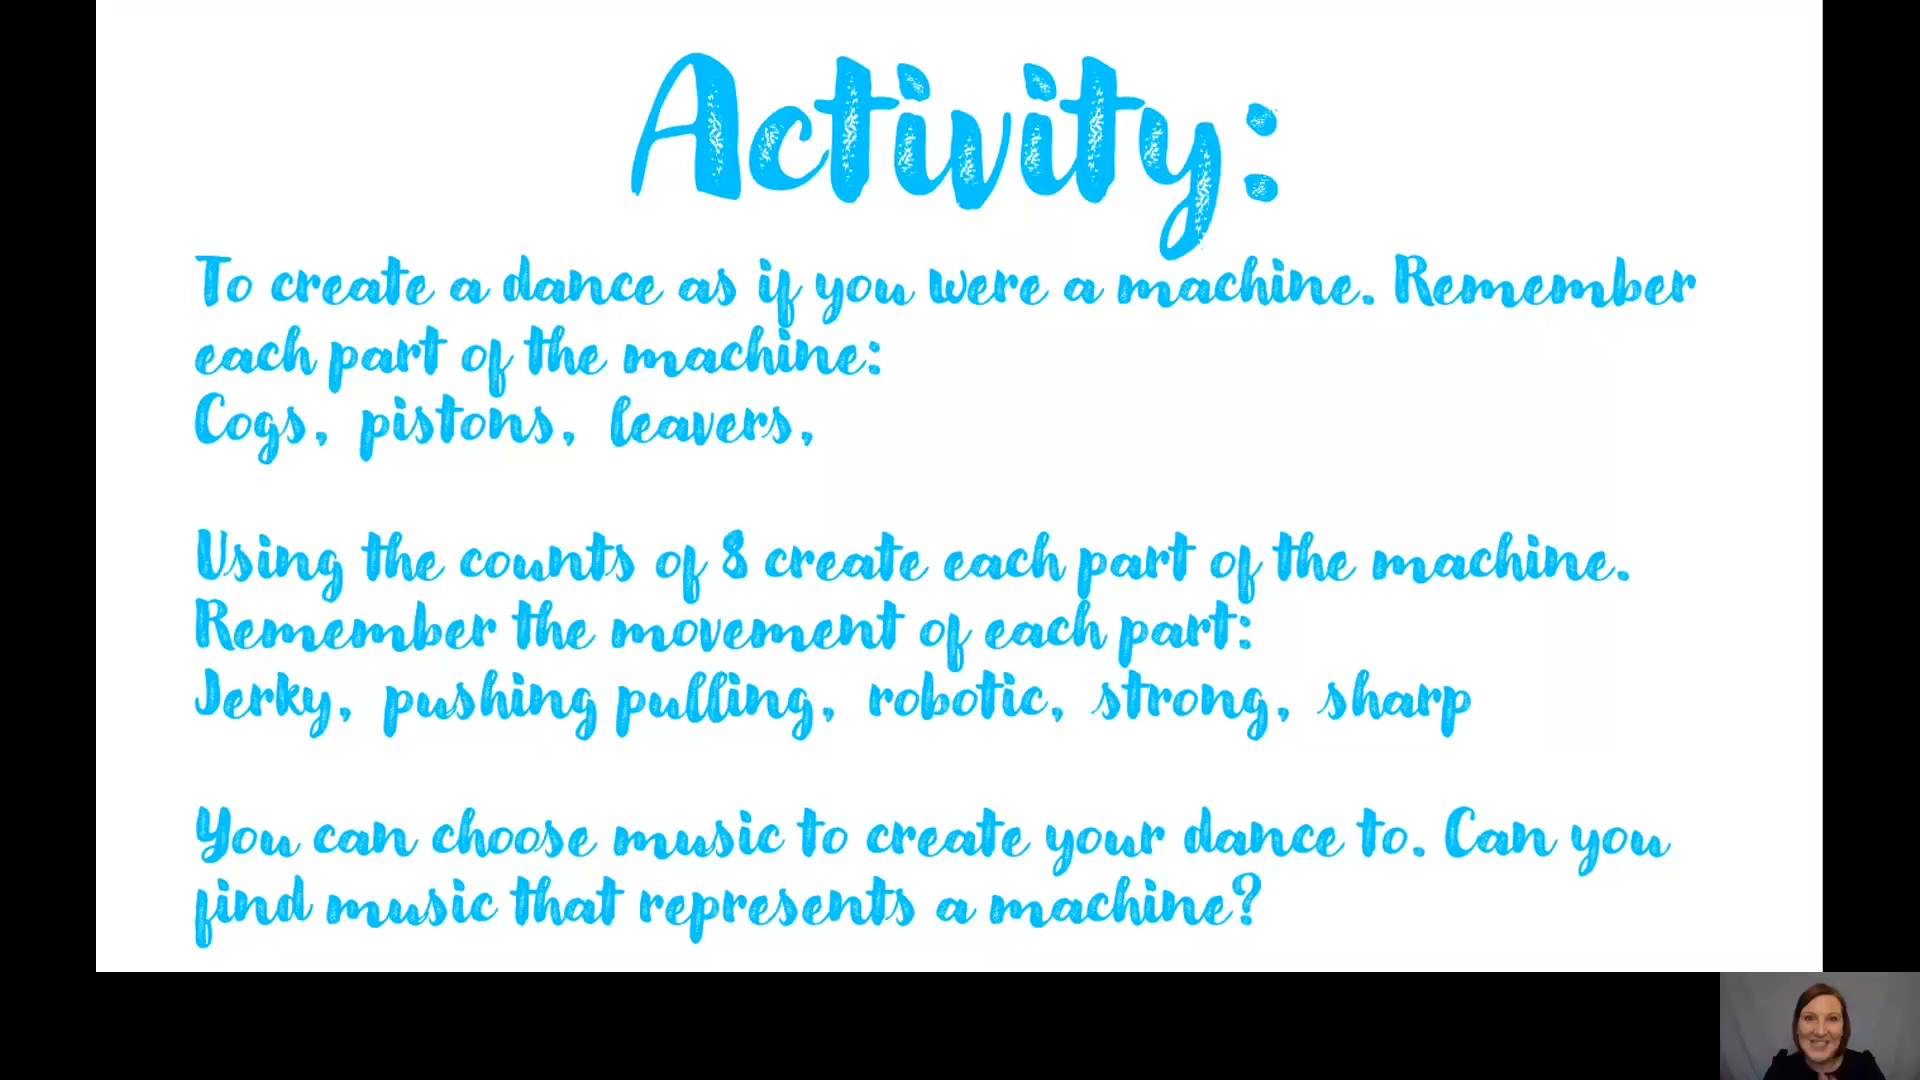 Activity:
To create a dance as if you were a machine. Remember
each part of the machine:
Cogs, pistons, leavers,
Using the counts of 8 create each part of the machine.
Remember the movement of each part:
Jerky, pushing pulling, robotic, strong, sharp
You can choose music to create your dance to. Can you
find music that represents a machine?